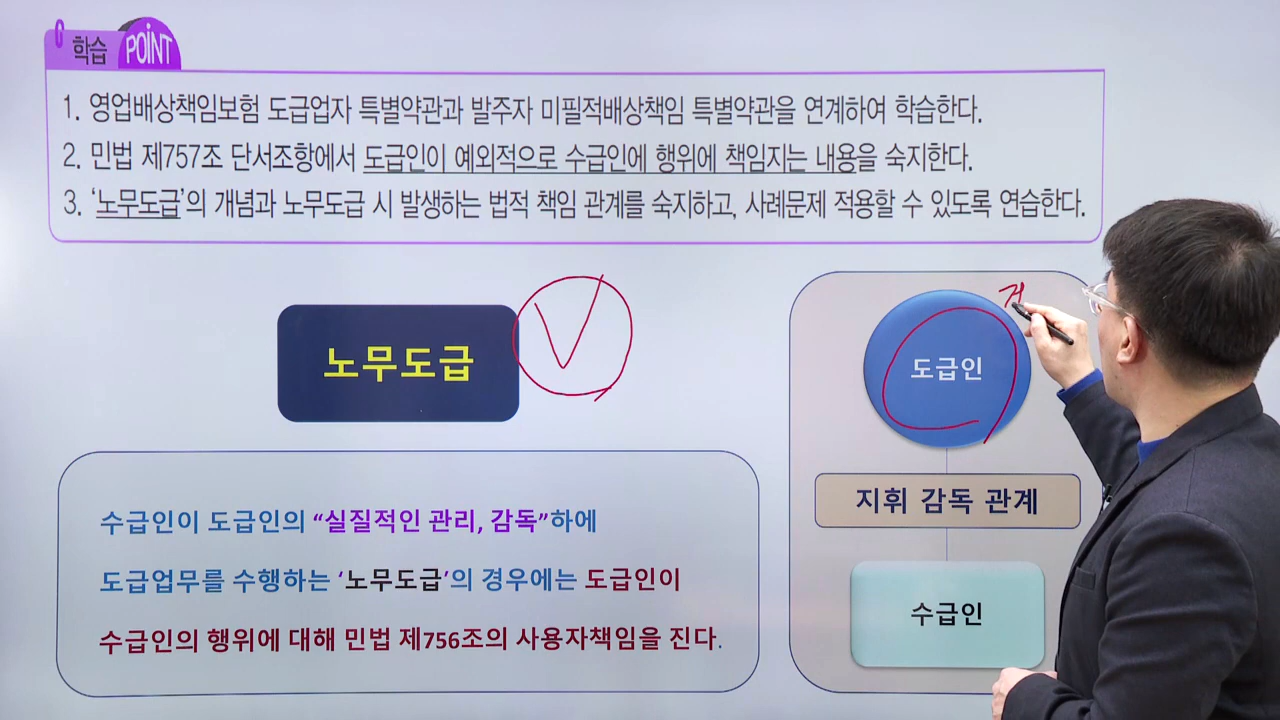 학습 POiNT
1. 영업배상책임보험 도급업자 특별약관과 발주자 미필적배상책임 특별약관을 연계하여 학습한다.
2. 민법 제757조 단서조항에서 도급인이 예외적으로 수급인에 행위에 책임지는 내용을 숙지한다.
3. ‘노무도급’의 개념과 노무도급 시 발생하는 법적 책임 관계를 숙지하고, 사례문제 적용할 수 있도록 연습한다.
노무도급
수급인이 도급인의 “실질적인 관리, 감독”하에
도급업무를 수행하는 ‘노무도급’의 경우에는 도급인이
수급인의 행위에 대해 민법 제756조의 사용자책임을 진다.
도급인
지휘 감독 관계
수급인